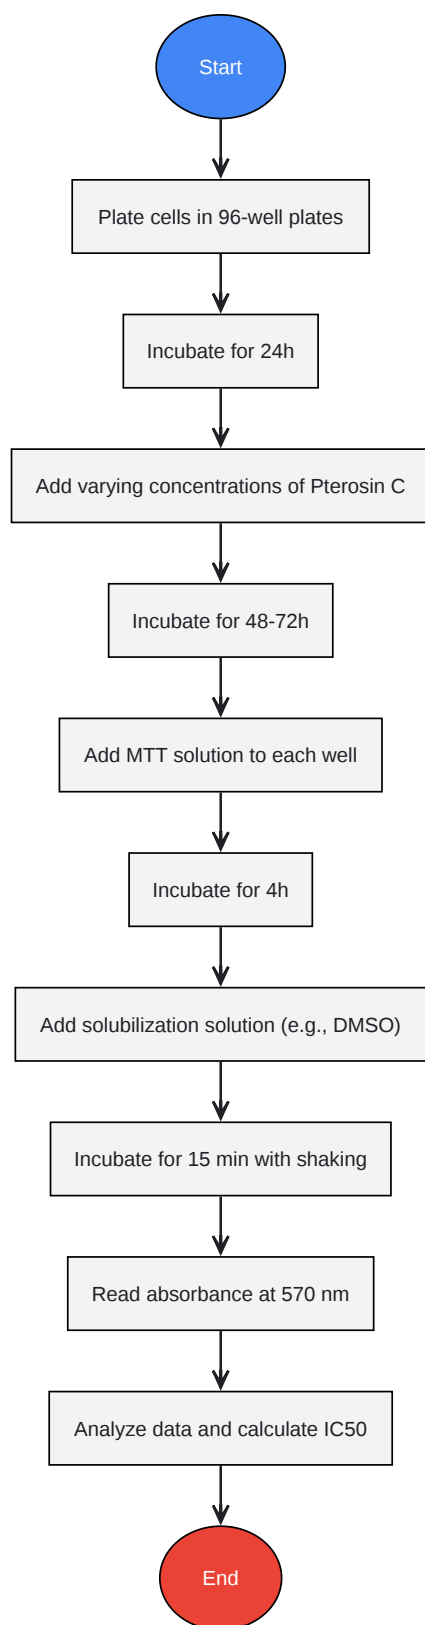 Start
Plate cells in 96-well plates
Incubate for 24h
Add varying concentrations of Pterosin C
Incubate for 48-72h
Add MTT solution to each well
Incubate for 4h
Add solubilization solution (e.g., DMSO)
Incubate for 15 min with shaking
Read absorbance at 570 nm
Analyze data and calculate IC50
End